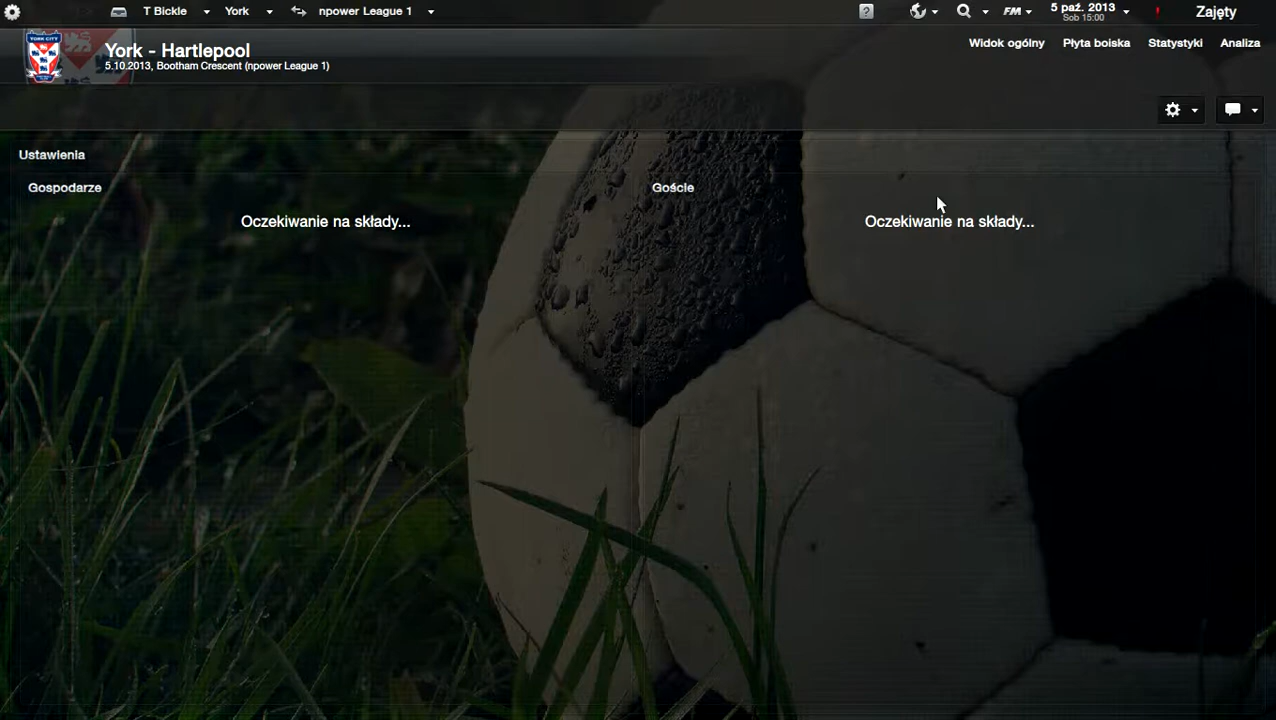 T Bickle York npower League 1 ? FM 5 paź. 2013 Zajęty
Sob 15:00
YORK CITY
York - Hartlepool
5.10.2013, Bootham Crescent (npower League 1)
Widok ogólny Płyta boiska Statystyki Analiza
Ustawienia
Gospodarze Goście
Oczekiwanie na składy... Oczekiwanie na składy...